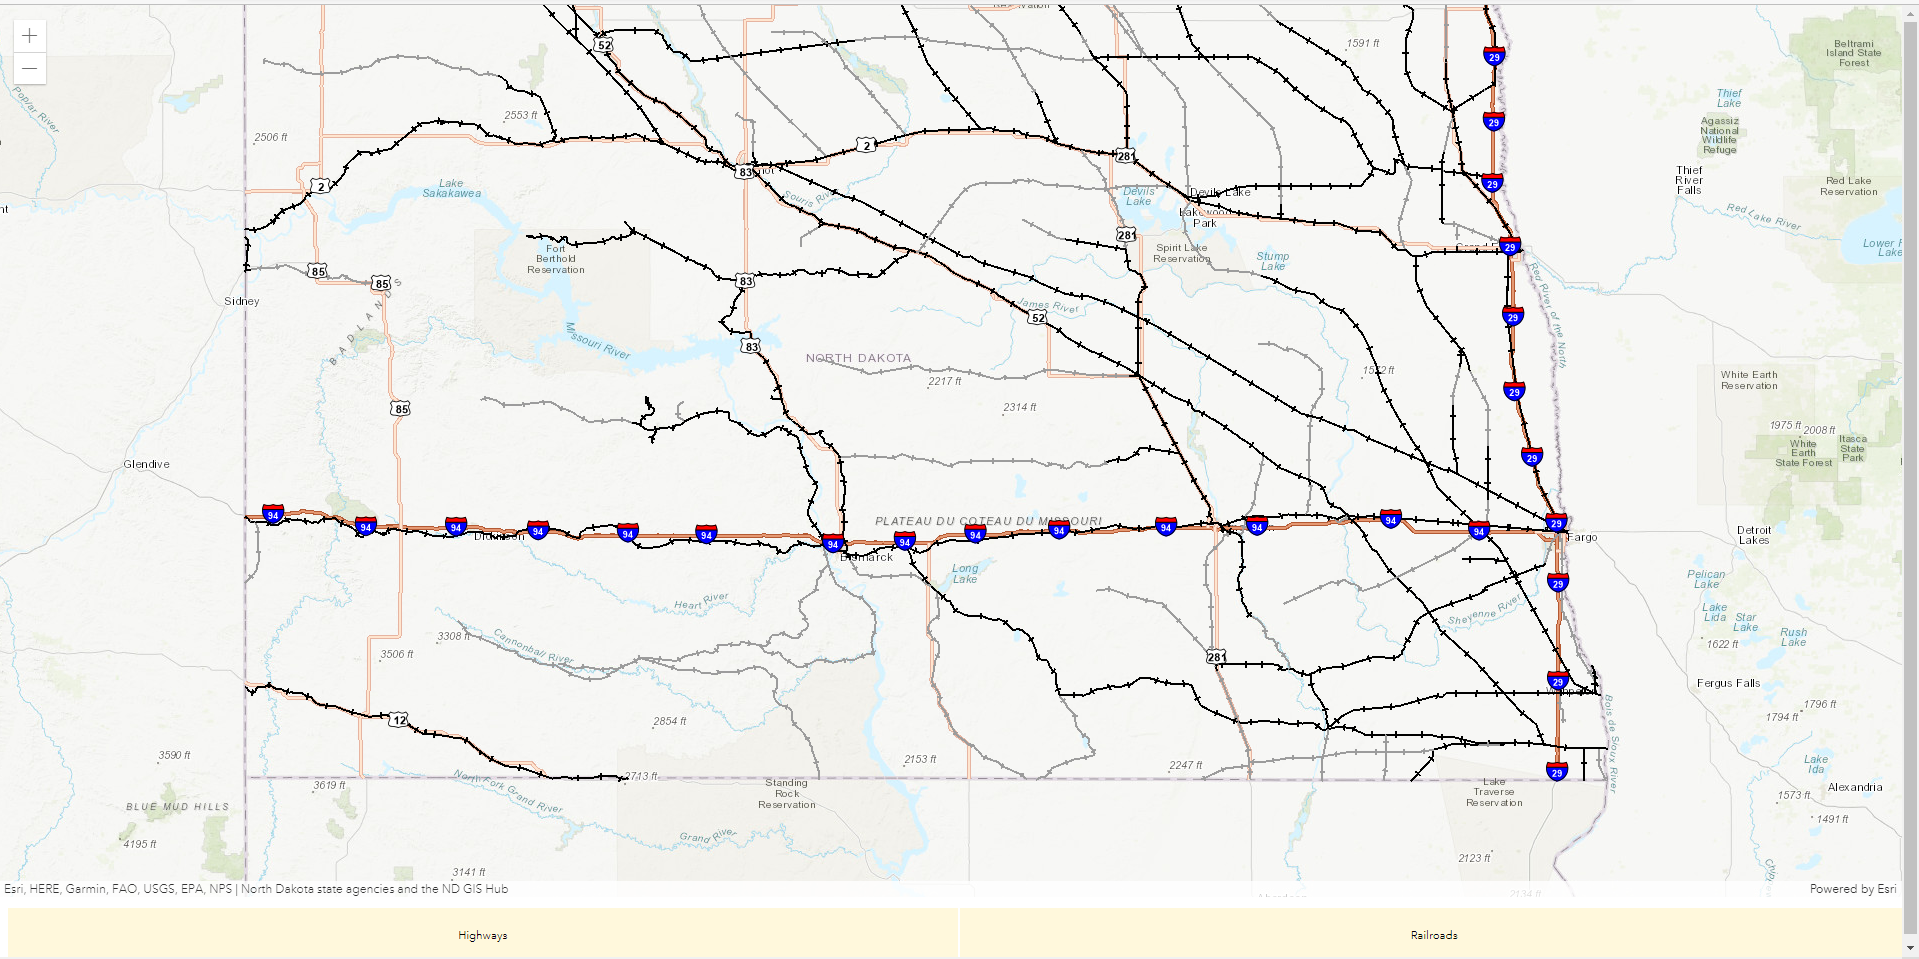 +
−
52
29
1591 ft
Beltrami
Island State
Forest
Poplar River
2553 ft
2506 ft
29
Thief
Lake
Agassiz
National
Wildlife
Refuge
2
281
83
Thief
River
Falls
Red Lake
Reservation
2
Lake
Sakakawea
Souris River
Devils
Lake
Devils Lake
29
Lakewood
Park
Red Lake River
281
Spirit Lake
Reservation
29
Fort
Berthold
Reservation
Stump
Lake
85
85
83
Sidney
BADLANDS
James River
52
29
Red River of the North
Missouri River
83
NORTH DAKOTA
2217 ft
White Earth
Reservation
29
85
2314 ft
1975 ft
2008 ft
White
Earth
State Forest
Itasca
State
Park
Glendive
29
94
94
94
94
94
94
94
94
94
94
94
94
94
94
29
PLATEAU DU COTEAU DU MISSOURI
Dickinson
Bismarck
Fargo
Detroit
Lakes
Long
Lake
29
Pelican
Lake
Heart River
Sheyenne River
Lake
Lida
Star
Lake
Rush
Lake
1622 ft
Cannonball River
3308 ft
3506 ft
281
29
Fergus Falls
12
2854 ft
1796 ft
1794 ft
Bois de Sioux River
3590 ft
2153 ft
2247 ft
29
2713 ft
North Fork Grand River
3619 ft
Standing
Rock
Reservation
Lake
Traverse
Reservation
Lake
Ida
Alexandria
1573 ft
BLUE MUD HILLS
1491 ft
Grand River
4195 ft
2123 ft
3141 ft
Esri, HERE, Garmin, FAO, USGS, EPA, NPS | North Dakota state agencies and the ND GIS Hub
Powered by Esri
Highways
Railroads